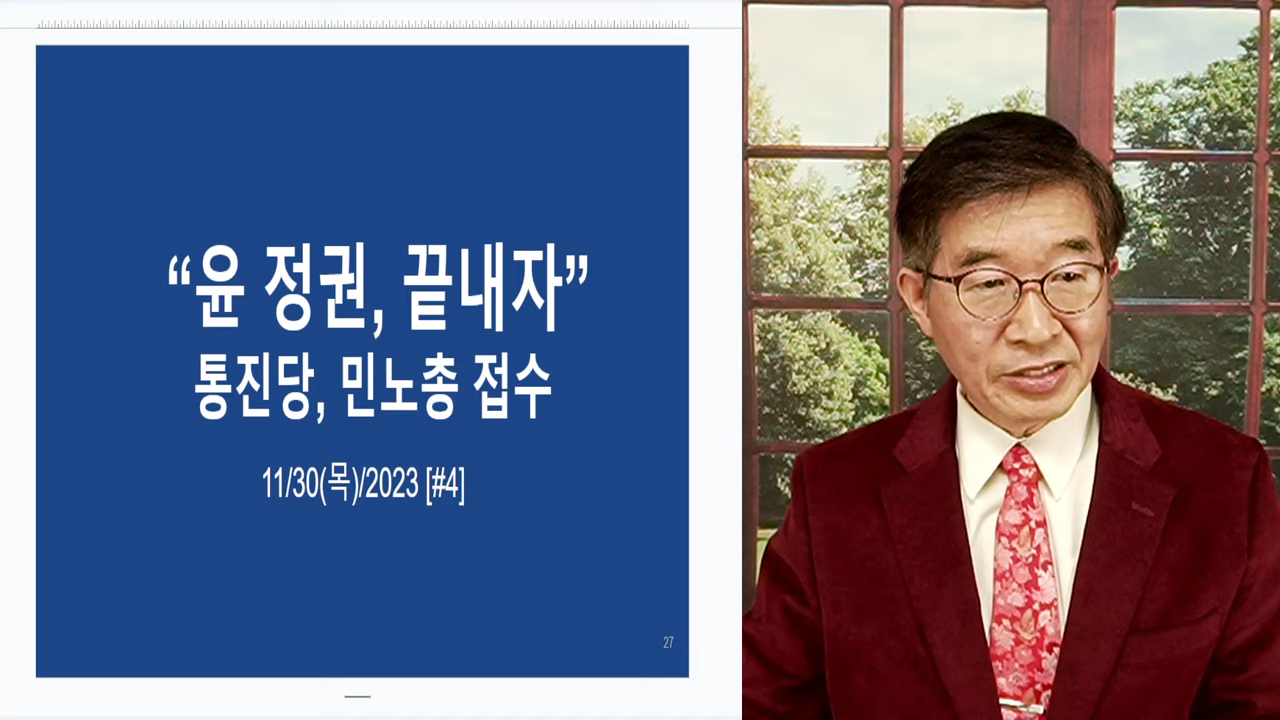 “윤 정권, 끝내자”
통진당, 민노총 접수
11/30(목)/2023 [#4]
27